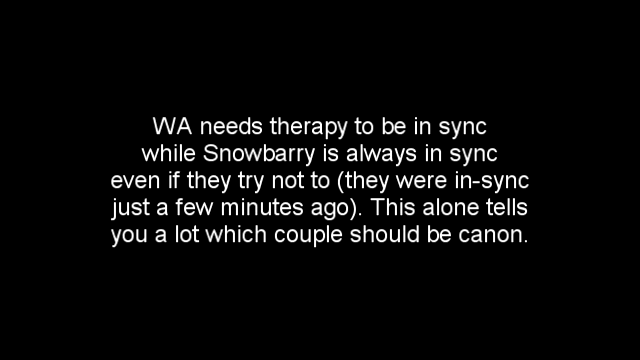 WA needs therapy to be in sync
while Snowbarry is always in sync
even if they try not to (they were in-sync
just a few minutes ago). This alone tells
you a lot which couple should be canon.